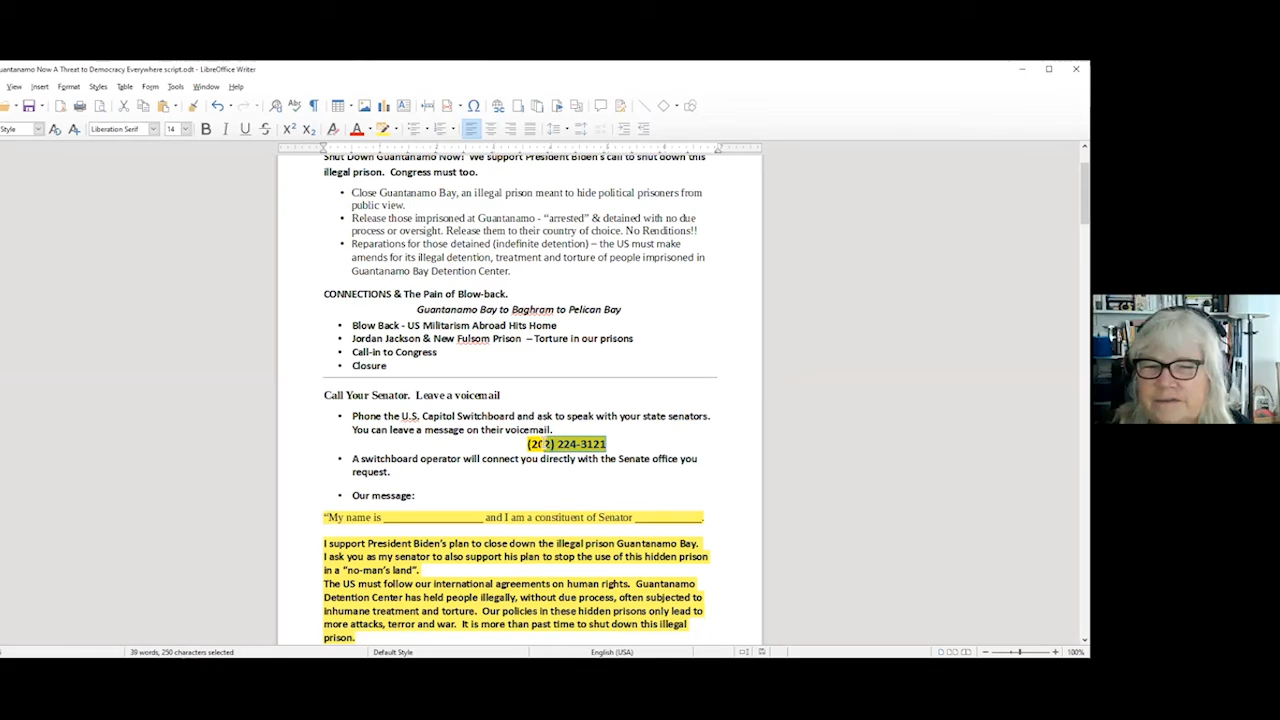 uantanamo Now A Threat to Democracy Everywhere script.odt - LibreOffice Writer
View Insert Format Styles Table Form Tools Window Help
Style Liberation Serif 14
Shut Down Guantanamo Now! We support President Biden's call to shut down this
illegal prison. Congress must too.
• Close Guantanamo Bay, an illegal prison meant to hide political prisoners from
public view.
• Release those imprisoned at Guantanamo - “arrested” & detained with no due
process or oversight. Release them to their country of choice. No Renditions!!
• Reparations for those detained (indefinite detention) – the US must make
amends for its illegal detention, treatment and torture of people imprisoned in
Guantanamo Bay Detention Center.
CONNECTIONS & The Pain of Blow-back.
Guantanamo Bay to Baghram to Pelican Bay
• Blow Back - US Militarism Abroad Hits Home
• Jordan Jackson & New Fulsom Prison – Torture in our prisons
• Call-in to Congress
• Closure
Call Your Senator. Leave a voicemail
• Phone the U.S. Capitol Switchboard and ask to speak with your state senators.
You can leave a message on their voicemail.
(202) 224-3121
• A switchboard operator will connect you directly with the Senate office you
request.
• Our message:
“My name is ___________________ and I am a constituent of Senator ____________.
I support President Biden’s plan to close down the illegal prison Guantanamo Bay.
I ask you as my senator to also support his plan to stop the use of this hidden prison
in a “no-man’s land”.
The US must follow our international agreements on human rights. Guantanamo
Detention Center has held people illegally, without due process, often subjected to
inhumane treatment and torture. Our policies in these hidden prisons only lead to
more attacks, terror and war. It is more than past time to shut down this illegal
prison.
39 words, 250 characters selected Default Style English (USA) 100%